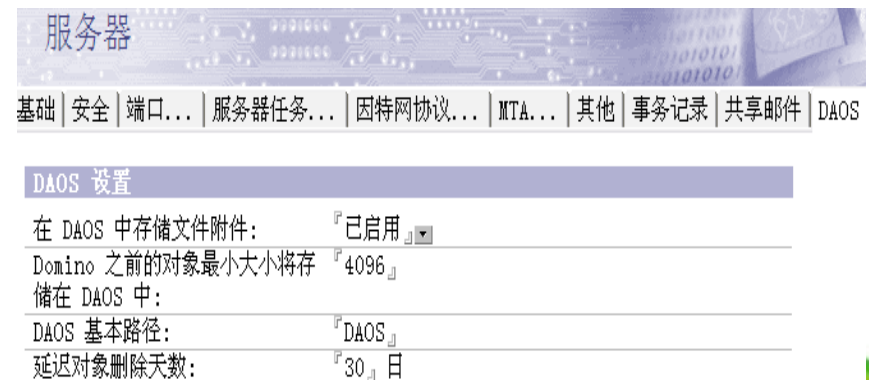 服务器
基础|安全|端口...|服务器任务...|因特网协议...|MTA...|其他|事务记录|共享邮件|DAOS
DAOS 设置
在 DAOS 中存储文件附件: 『已启用』
Domino 之前的对象最小大小将存 『4096』
储在 DAOS 中:
DAOS 基本路径: 『DAOS』
延迟对象删除天数: 『30』日